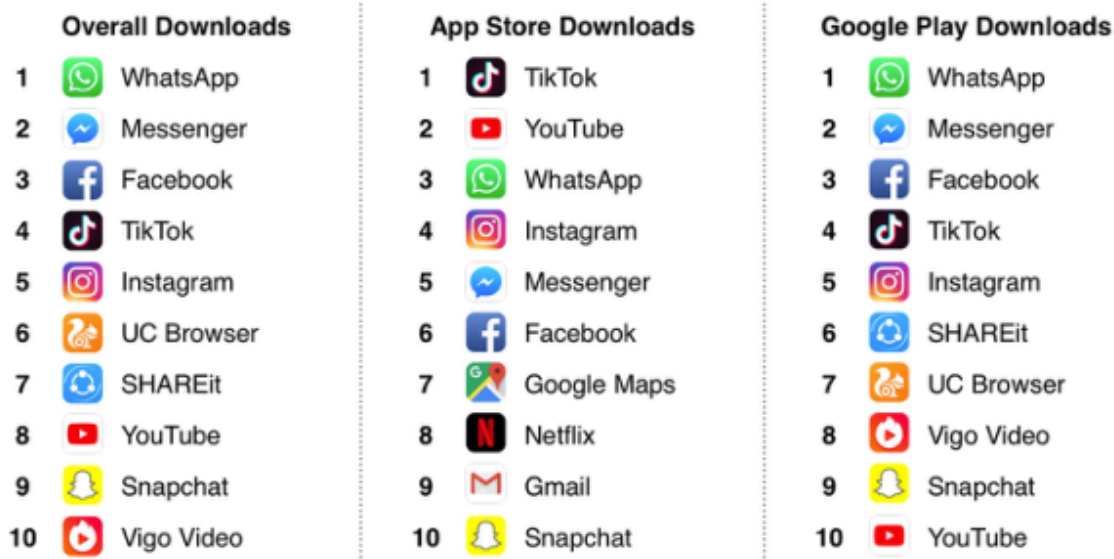 Overall Downloads
1 WhatsApp
2 Messenger
3 Facebook
4 TikTok
5 Instagram
6 UC Browser
7 SHAREit
8 YouTube
9 Snapchat
10 Vigo Video
App Store Downloads
1 TikTok
2 YouTube
3 WhatsApp
4 Instagram
5 Messenger
6 Facebook
7 Google Maps
8 Netflix
9 Gmail
10 Snapchat
Google Play Downloads
1 WhatsApp
2 Messenger
3 Facebook
4 TikTok
5 Instagram
6 SHAREit
7 UC Browser
8 Vigo Video
9 Snapchat
10 YouTube